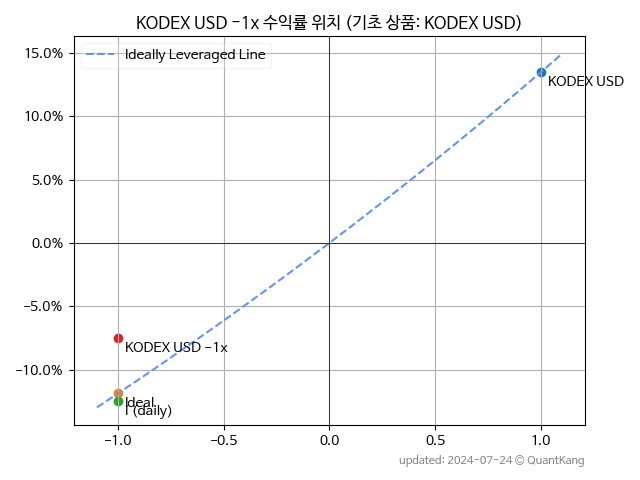 KODEX USD -1x 수익률 위치 (기초 상품: KODEX USD)
Ideally Leveraged Line
15.0%
10.0%
5.0%
0.0%
-5.0%
-10.0%
KODEX USD
KODEX USD -1x
Ideal
I (daily)
-1.0
-0.5
0.0
0.5
1.0
updated: 2024-07-24 © QuantKang